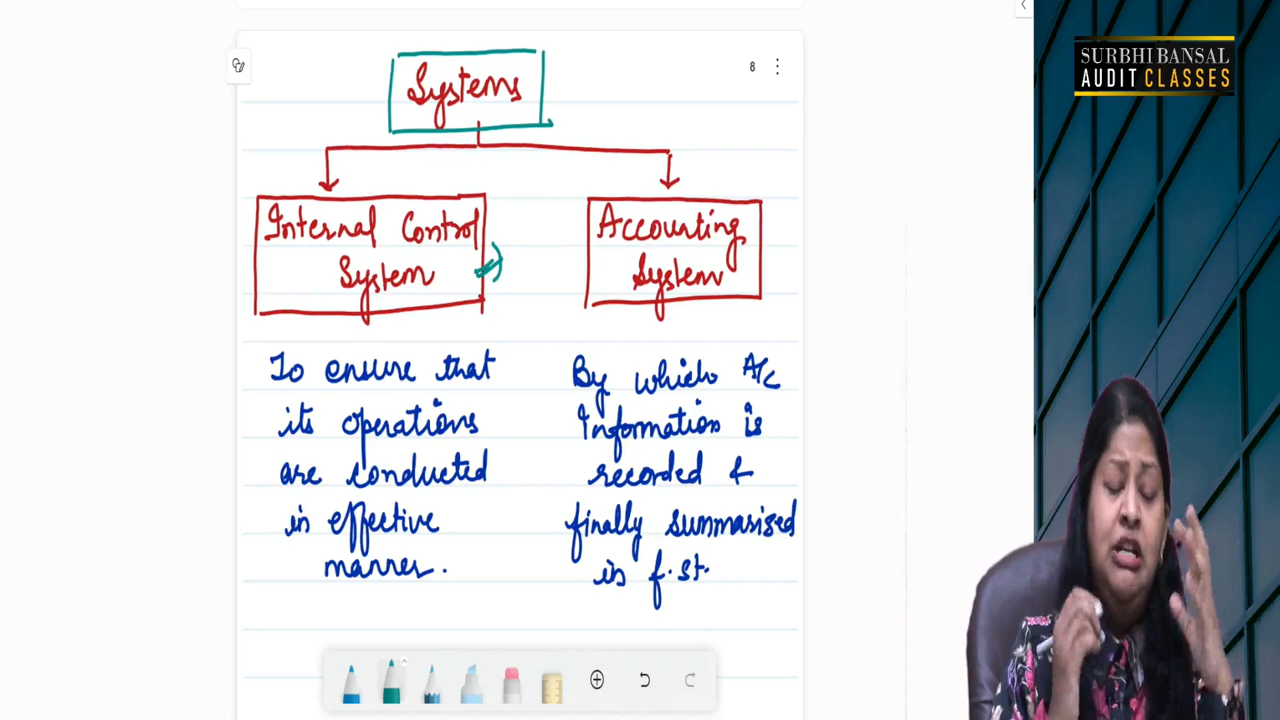 SURBHI BANSAL
AUDIT CLASSES
8
Systems
Internal Control
System
Accounting
System
To ensure that
its operations
are conducted
in effective
manner.
By which A/c
Information is
recorded &
finally summarised
in f.st.